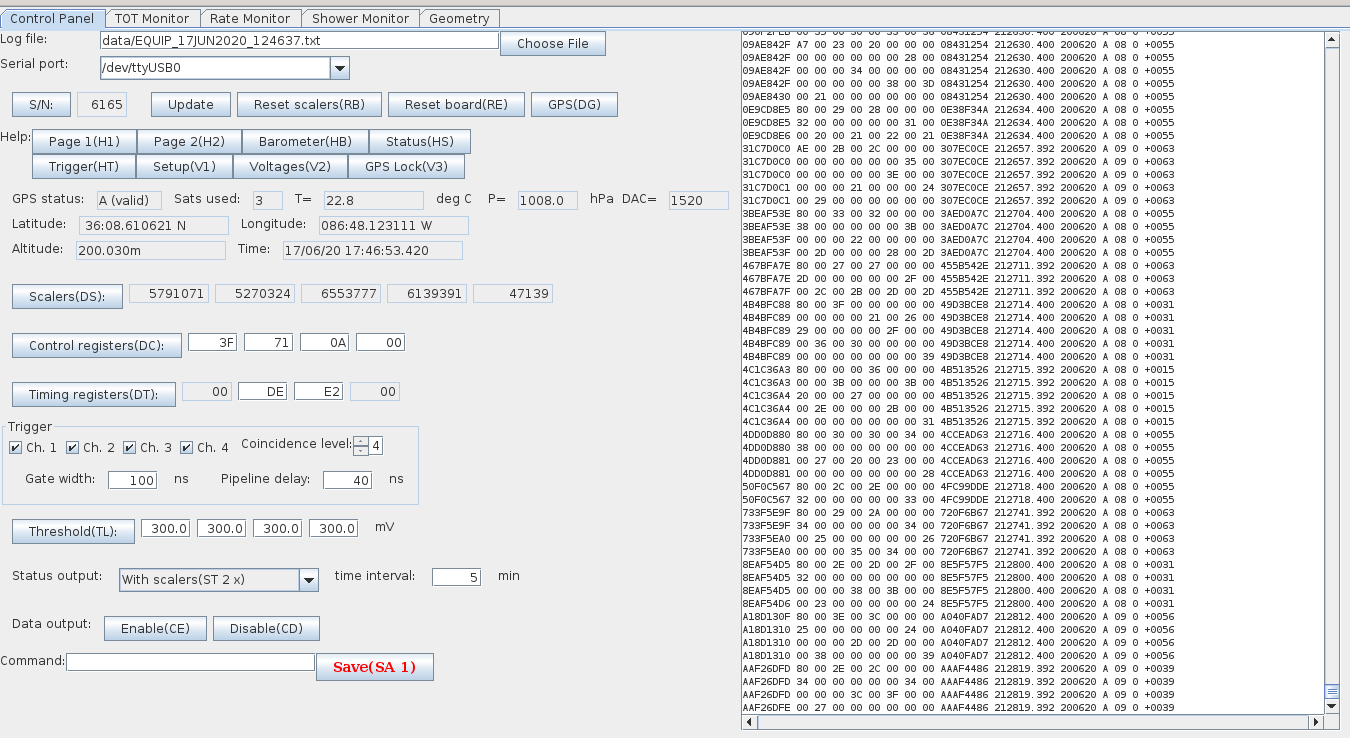 Control Panel TOT Monitor Rate Monitor Shower Monitor Geometry
Log file: data/EQUIP_17JUN2020_124637.txt Choose File
Serial port: /dev/ttyUSB0
S/N: 6165 Update Reset scalers(RB) Reset board(RE) GPS(DG)
Help: Page 1(H1) Page 2(H2) Barometer(HB) Status(HS)
Trigger(HT) Setup(V1) Voltages(V2) GPS Lock(V3)
GPS status: A (valid) Sats used: 3 T= 22.8 deg C P= 1008.0 hPa DAC= 1520
Latitude: 36:08.610621 N Longitude: 086:48.123111 W
Altitude: 200.030m Time: 17/06/20 17:46:53.420
Scalers(DS): 5791071 5270324 6553777 6139391 47139
Control registers(DC): 3F 71 0A 00
Timing registers(DT): 00 DE E2 00
Trigger
Ch. 1 Ch. 2 Ch. 3 Ch. 4 Coincidence level: 4
Gate width: 100 ns Pipeline delay: 40 ns
Threshold(TL): 300.0 300.0 300.0 300.0 mV
Status output: With scalers(ST 2 x) time interval: 5 min
Data output: Enable(CE) Disable(CD)
Command: Save(SA 1)
09AE842F A7 00 23 00 20 00 00 00 08431254 212630.400 200620 A 08 0 +0055
09AE842F 00 00 00 00 00 00 28 00 00 08431254 212630.400 200620 A 08 0 +0055
09AE842F 00 00 00 34 00 00 00 00 08431254 212630.400 200620 A 08 0 +0055
09AE842F 00 00 00 00 00 38 00 3D 08431254 212630.400 200620 A 08 0 +0055
09AE8430 00 21 00 00 00 00 00 00 08431254 212630.400 200620 A 08 0 +0055
0E9CD8E5 80 00 29 00 28 00 00 00 0E38F34A 212634.400 200620 A 08 0 +0055
0E9CD8E5 32 00 00 00 00 00 31 00 0E38F34A 212634.400 200620 A 08 0 +0055
0E9CD8E6 00 20 00 21 00 22 00 21 0E38F34A 212634.400 200620 A 08 0 +0055
31C7D0C0 AE 00 2B 00 2C 00 00 00 307EC0CE 212657.392 200620 A 09 0 +0063
31C7D0C0 00 00 00 00 00 00 35 00 00 307EC0CE 212657.392 200620 A 09 0 +0063
31C7D0C0 00 00 00 00 00 3E 00 00 307EC0CE 212657.392 200620 A 09 0 +0063
31C7D0C1 00 00 00 21 00 00 00 24 307EC0CE 212657.392 200620 A 09 0 +0063
31C7D0C1 00 29 00 00 00 00 00 00 307EC0CE 212657.392 200620 A 09 0 +0063
3BEAF53E 80 00 33 00 32 00 00 00 3AED0A7C 212704.400 200620 A 08 0 +0055
3BEAF53E 38 00 00 00 00 00 3B 00 3AED0A7C 212704.400 200620 A 08 0 +0055
3BEAF53F 00 00 00 22 00 00 00 00 3AED0A7C 212704.400 200620 A 08 0 +0055
3BEAF53F 00 2D 00 00 00 28 00 2D 3AED0A7C 212704.400 200620 A 08 0 +0055
467BFA7E 80 00 27 00 27 00 00 00 455B542E 212711.392 200620 A 08 0 +0063
467BFA7E 2D 00 00 00 00 00 2F 00 455B542E 212711.392 200620 A 08 0 +0063
467BFA7F 00 2C 00 2B 00 2D 00 2D 455B542E 212711.392 200620 A 08 0 +0063
4B4BFC88 80 00 3F 00 00 00 00 00 49D3BCE8 212714.400 200620 A 08 0 +0031
4B4BFC89 00 00 00 00 21 00 26 00 49D3BCE8 212714.400 200620 A 08 0 +0031
4B4BFC89 29 00 00 00 00 2F 00 00 49D3BCE8 212714.400 200620 A 08 0 +0031
4B4BFC89 00 36 00 30 00 00 00 00 49D3BCE8 212714.400 200620 A 08 0 +0031
4B4BFC89 00 00 00 00 00 00 00 39 49D3BCE8 212714.400 200620 A 08 0 +0031
4C1C36A3 80 00 00 00 36 00 00 00 4B513526 212715.392 200620 A 08 0 +0015
4C1C36A3 00 00 3B 00 00 00 3B 00 4B513526 212715.392 200620 A 08 0 +0015
4C1C36A4 20 00 00 27 00 00 00 00 4B513526 212715.392 200620 A 08 0 +0015
4C1C36A4 00 2E 00 00 00 2B 00 00 4B513526 212715.392 200620 A 08 0 +0015
4C1C36A4 00 00 00 00 00 00 00 31 4B513526 212715.392 200620 A 08 0 +0015
4DD0D880 80 00 30 00 30 00 34 00 4CCEAD63 212716.400 200620 A 08 0 +0055
4DD0D880 38 00 00 00 00 00 00 00 4CCEAD63 212716.400 200620 A 08 0 +0055
4DD0D881 00 27 00 20 00 23 00 00 4CCEAD63 212716.400 200620 A 08 0 +0055
4DD0D881 00 00 00 00 00 00 00 28 4CCEAD63 212716.400 200620 A 08 0 +0055
50F0C567 80 00 2C 00 2E 00 00 00 4FC99DDE 212718.400 200620 A 08 0 +0055
50F0C567 32 00 00 00 00 00 33 00 4FC99DDE 212718.400 200620 A 08 0 +0055
733F5E9F 80 00 29 00 2A 00 00 00 720F6B67 212741.392 200620 A 08 0 +0063
733F5E9F 34 00 00 00 00 00 34 00 720F6B67 212741.392 200620 A 08 0 +0063
733F5EA0 00 25 00 00 00 00 00 26 720F6B67 212741.392 200620 A 08 0 +0063
733F5EA0 00 00 00 35 00 34 00 00 720F6B67 212741.392 200620 A 08 0 +0063
8EAF54D5 80 00 2E 00 2D 00 2F 00 8E5F57F5 212800.400 200620 A 08 0 +0031
8EAF54D5 32 00 00 00 00 00 00 00 8E5F57F5 212800.400 200620 A 08 0 +0031
8EAF54D5 00 00 00 38 00 3B 00 00 8E5F57F5 212800.400 200620 A 08 0 +0031
8EAF54D6 00 23 00 00 00 00 00 24 8E5F57F5 212800.400 200620 A 08 0 +0031
A18D130F 80 00 3E 00 3C 00 00 00 A040FAD7 212812.400 200620 A 09 0 +0056
A18D1310 25 00 00 00 00 00 24 00 A040FAD7 212812.400 200620 A 09 0 +0056
A18D1310 00 00 00 2D 00 2D 00 00 A040FAD7 212812.400 200620 A 09 0 +0056
A18D1310 00 38 00 00 00 00 00 39 A040FAD7 212812.400 200620 A 09 0 +0056
AAF26DFD 80 00 2E 00 2C 00 00 00 AAAF4486 212819.392 200620 A 09 0 +0039
AAF26DFD 34 00 00 00 00 00 34 00 AAAF4486 212819.392 200620 A 09 0 +0039
AAF26DFD 00 00 00 3C 00 3F 00 00 AAAF4486 212819.392 200620 A 09 0 +0039
AAF26DFE 00 27 00 00 00 00 00 00 AAAF4486 212819.392 200620 A 09 0 +0039